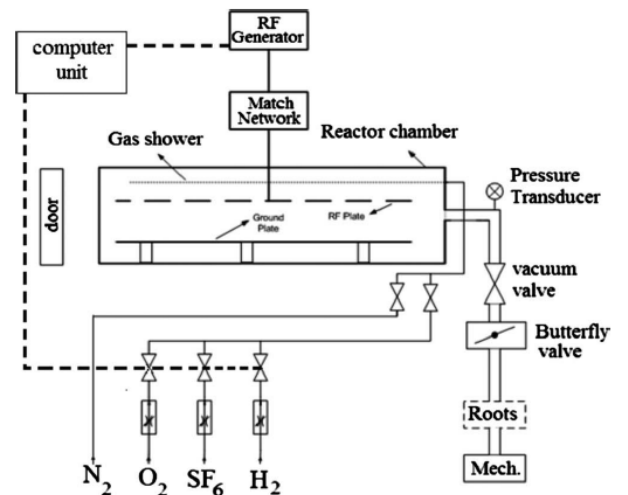 RF
Generator
computer
unit
Match
Network
Gas shower
Reactor chamber
Pressure
Transducer
door
Ground
Plate
RF Plate
vacuum
valve
Butterfly
valve
Roots
X
X
X
Mech.
N2
O2
SF6
H2